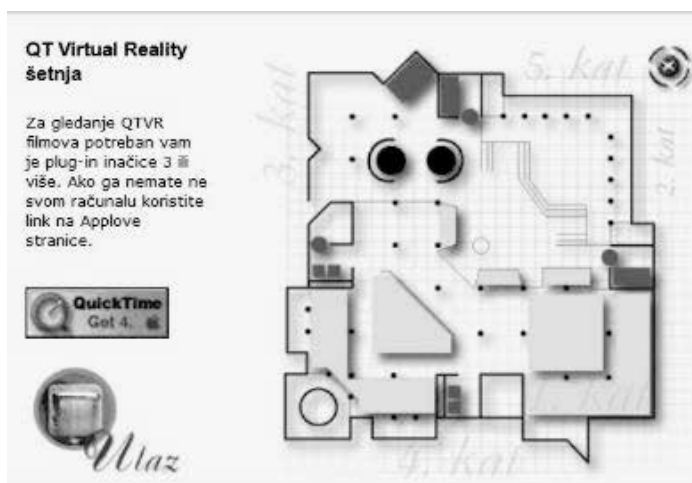 QT Virtual Reality
šetnja
Za gledanje QTVR
filmova potreban vam
je plug-in inačice 3 ili
više. Ako ga nemate ne
svom računalu koristite
link na Applove
stranice.
QuickTime
Get 4.
Ulaz
3. kat
5. kat
2. kat
1. kat
4. kat